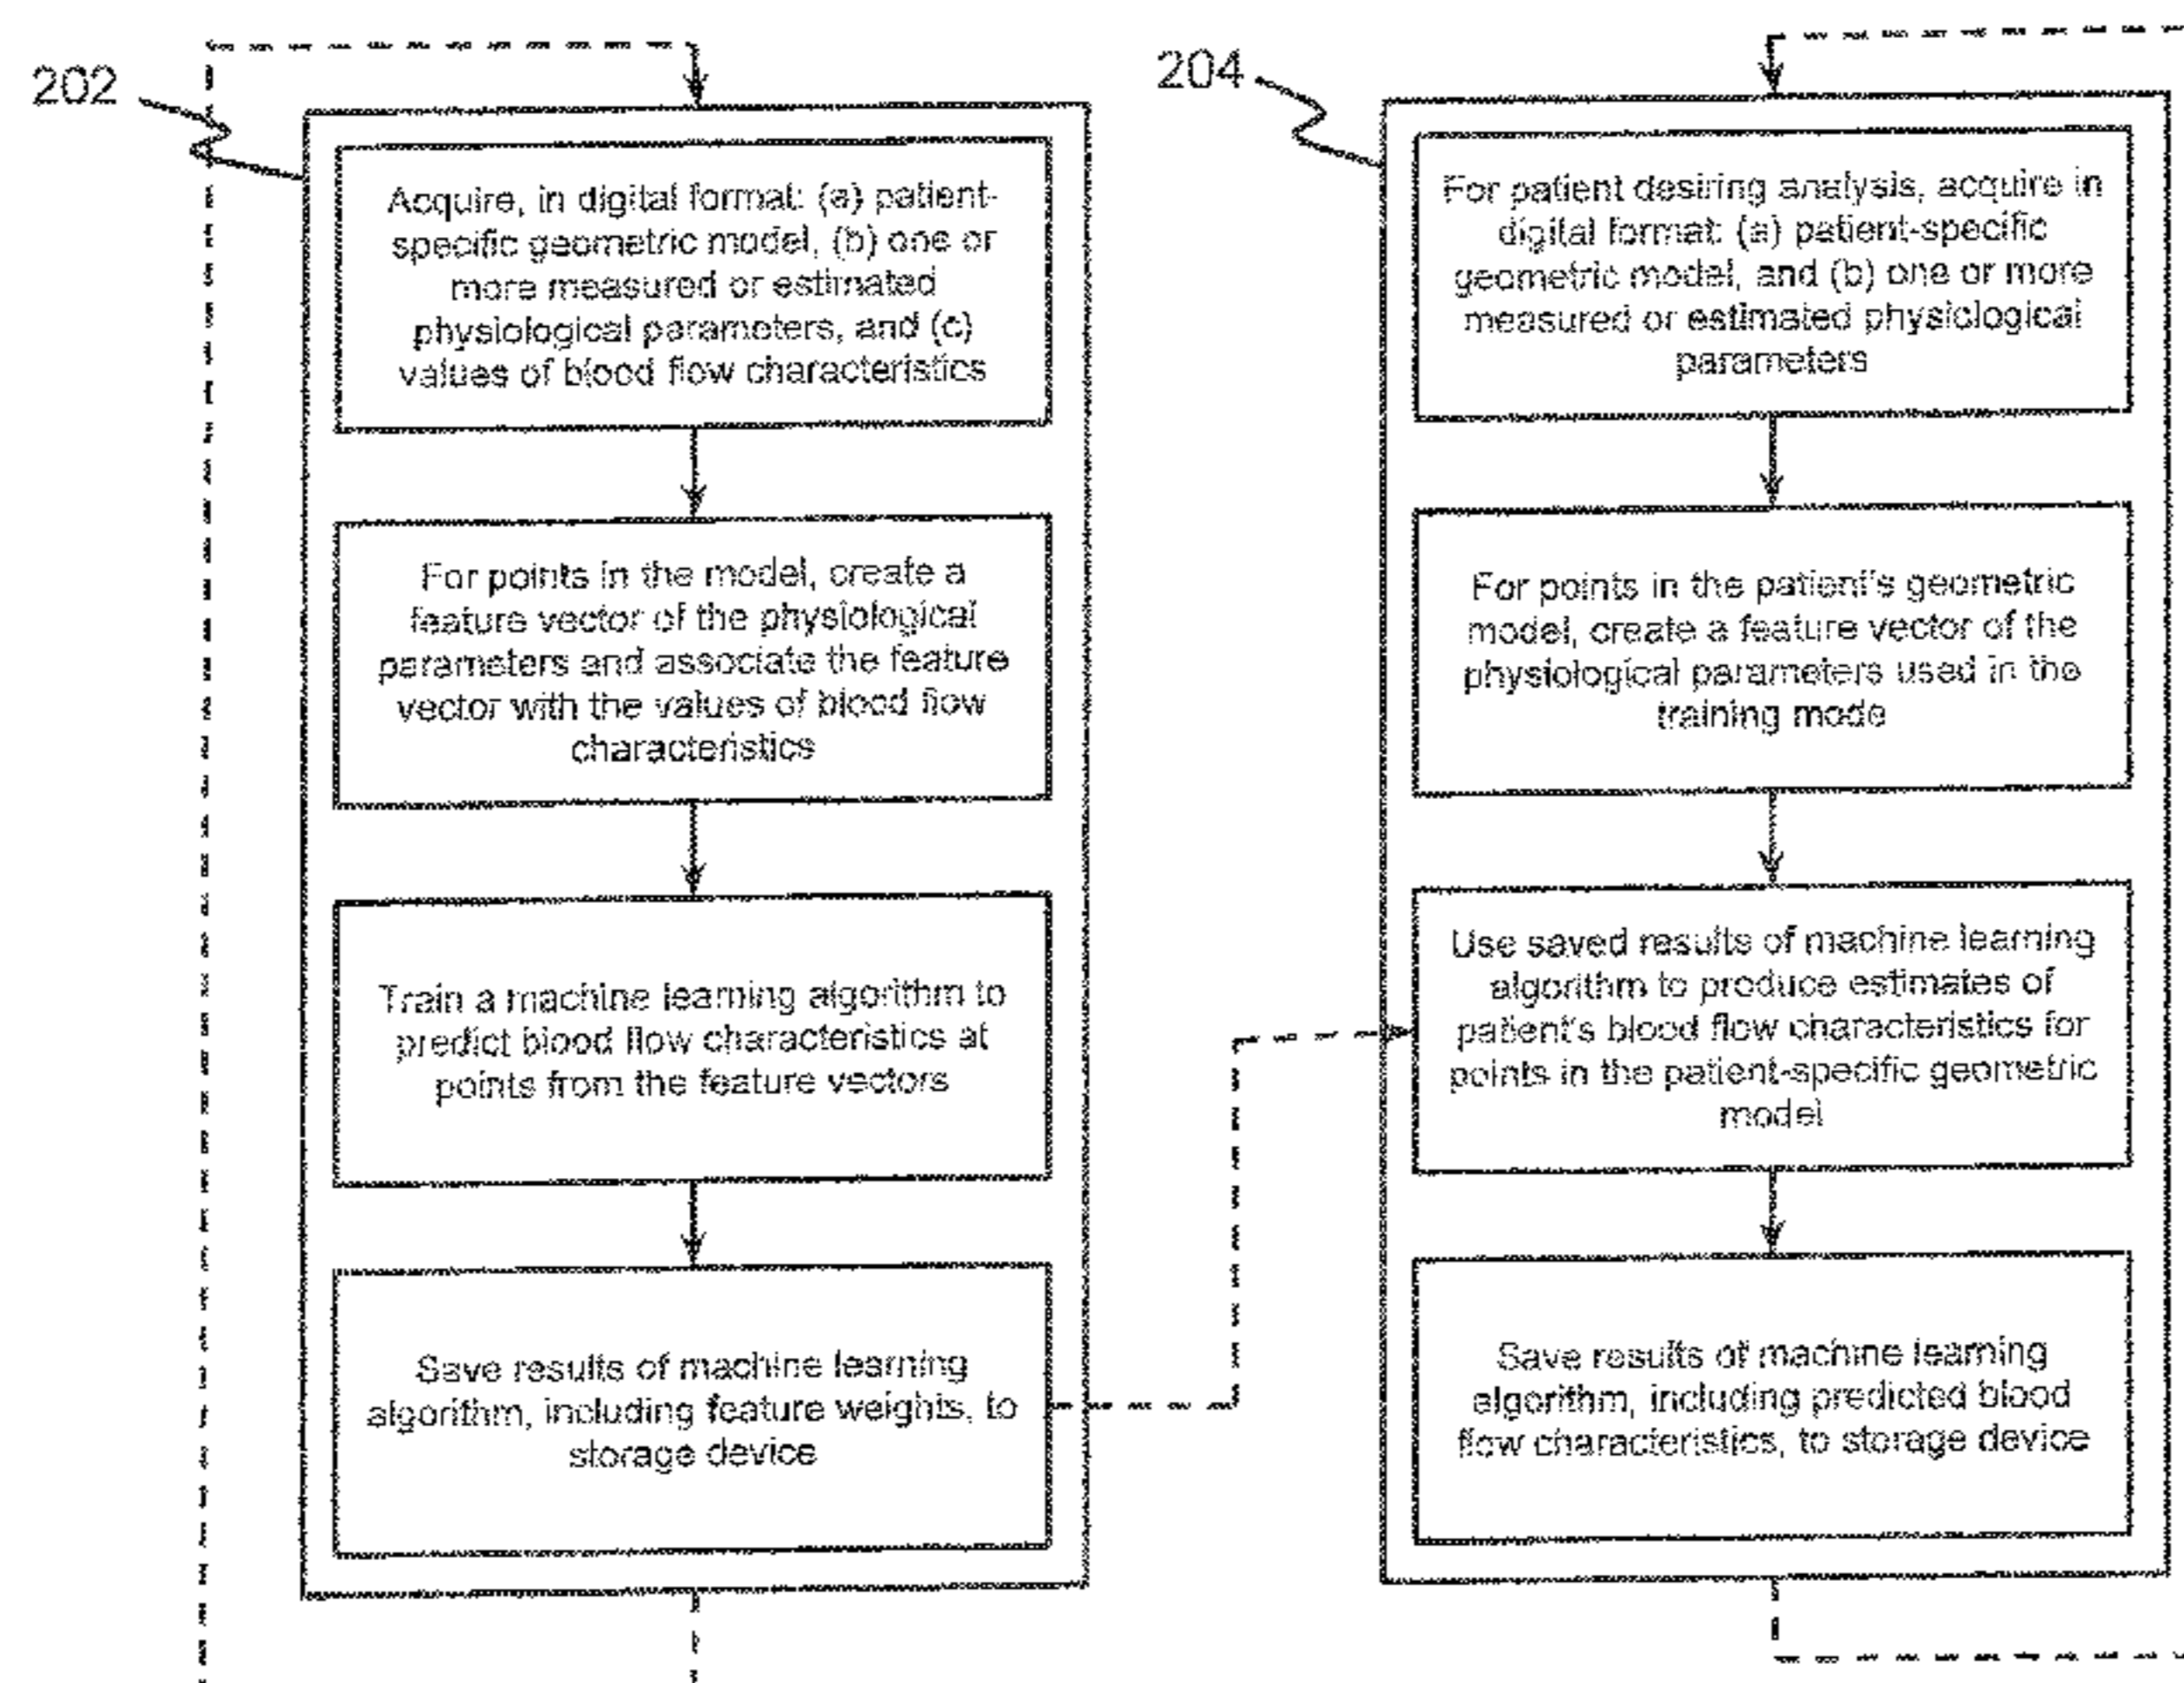 202
Acquire, in digital format: (a) patient-
specific geometric model, (b) one or
more measured or estimated
physiological parameters, and (c)
values of blood flow characteristics
For points in the model, create a
feature vector of the physiological
parameters and associate the feature
vector with the values of blood flow
characteristics
Train a machine learning algorithm to
predict blood flow characteristics at
points from the feature vectors
Save results of machine learning
algorithm, including feature weights, to
storage device
204
For patient desiring analysis, acquire in
digital format: (a) patient-specific
geometric model, and (b) one or more
measured or estimated physiological
parameters
For points in the patient's geometric
model, create a feature vector of the
physiological parameters used in the
training mode
Use saved results of machine learning
algorithm to produce estimates of
patient's blood flow characteristics for
points in the patient-specific geometric
model
Save results of machine learning
algorithm, including predicted blood
flow characteristics, to storage device